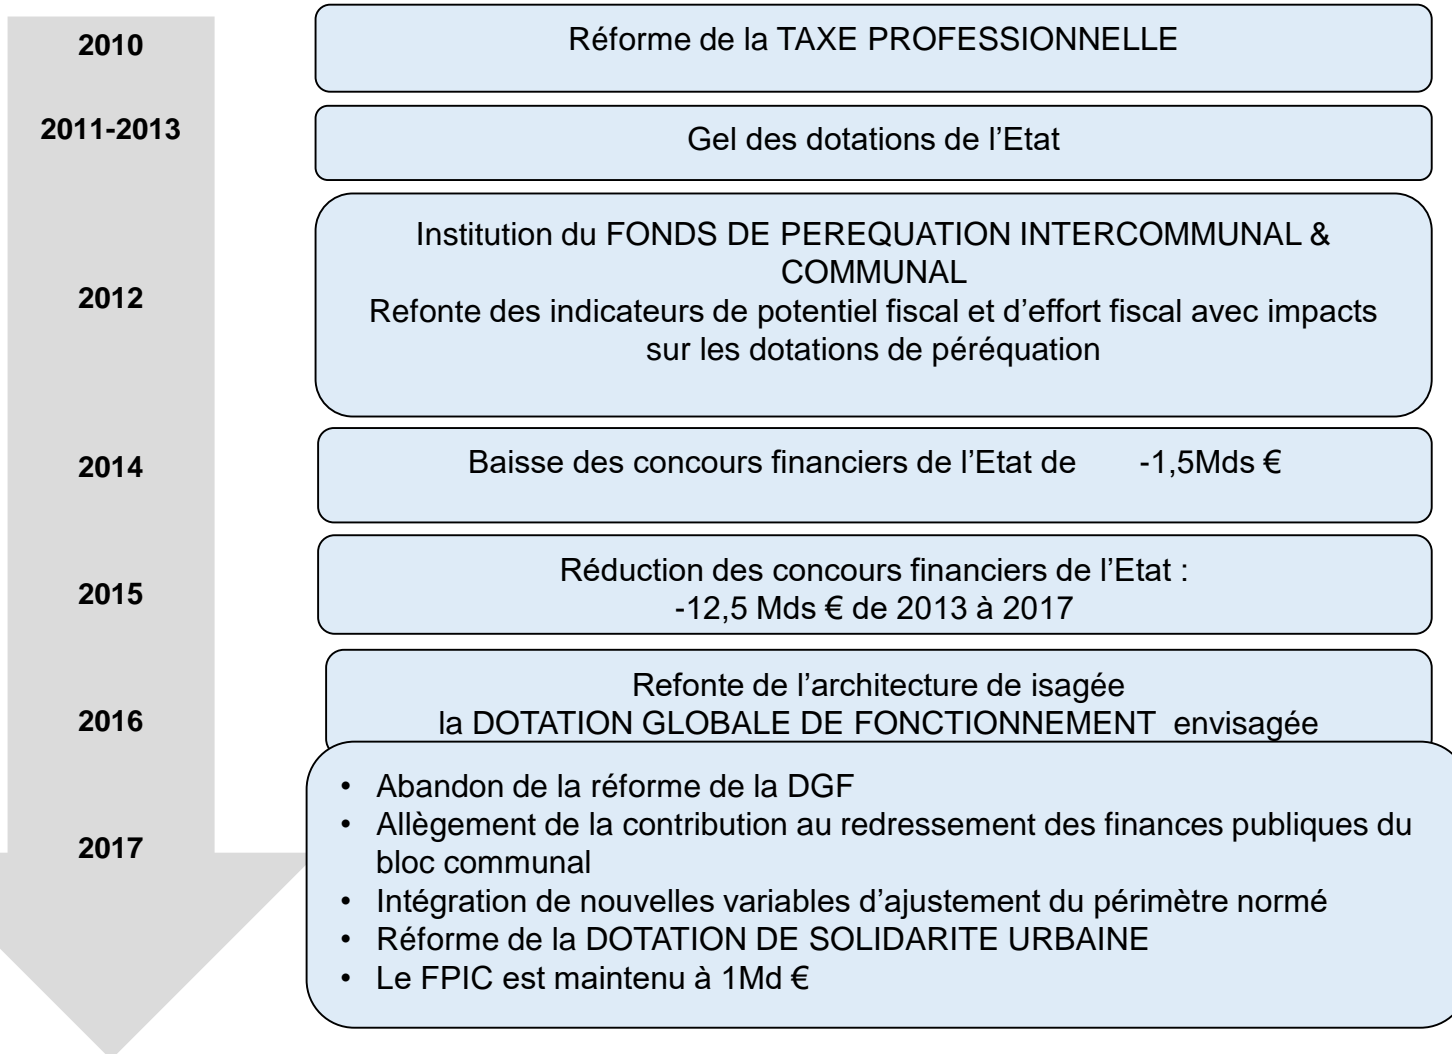 2010
Réforme de la TAXE PROFESSIONNELLE
2011-2013
Gel des dotations de l’Etat
2012
Institution du FONDS DE PEREQUATION INTERCOMMUNAL &
COMMUNAL
Refonte des indicateurs de potentiel fiscal et d’effort fiscal avec impacts
sur les dotations de péréquation
2014
Baisse des concours financiers de l’Etat de -1,5Mds €
2015
Réduction des concours financiers de l’Etat :
-12,5 Mds € de 2013 à 2017
2016
Refonte de l’architecture de isagée
la DOTATION GLOBALE DE FONCTIONNEMENT envisagée
2017
• Abandon de la réforme de la DGF
• Allègement de la contribution au redressement des finances publiques du
bloc communal
• Intégration de nouvelles variables d’ajustement du périmètre normé
• Réforme de la DOTATION DE SOLIDARITE URBAINE
• Le FPIC est maintenu à 1Md €